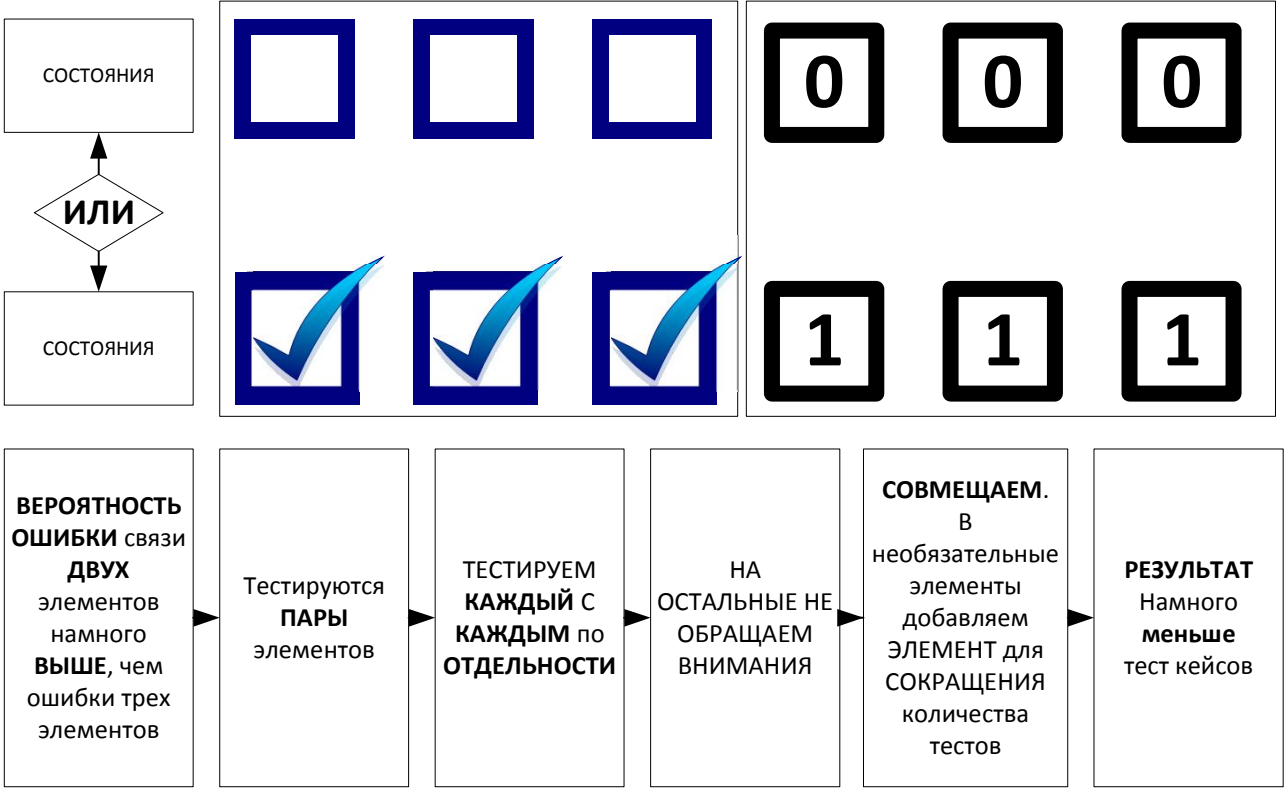 СОСТОЯНИЯ
0 0 0
ИЛИ
СОСТОЯНИЯ
1 1 1
ВЕРОЯТНОСТЬ
ОШИБКИ связи
ДВУХ
элементов
намного
ВЫШЕ, чем
ошибки трех
элементов
Тестируются
ПАРЫ
элементов
ТЕСТИРУЕМ
КАЖДЫЙ С
КАЖДЫМ по
ОТДЕЛЬНОСТИ
НА
ОСТАЛЬНЫЕ НЕ
ОБРАЩАЕМ
ВНИМАНИЯ
СОВМЕЩАЕМ.
В
необязательные
элементы
добавляем
ЭЛЕМЕНТ для
СОКРАЩЕНИЯ
количества
тестов
РЕЗУЛЬТАТ
Намного
меньше
тест кейсов